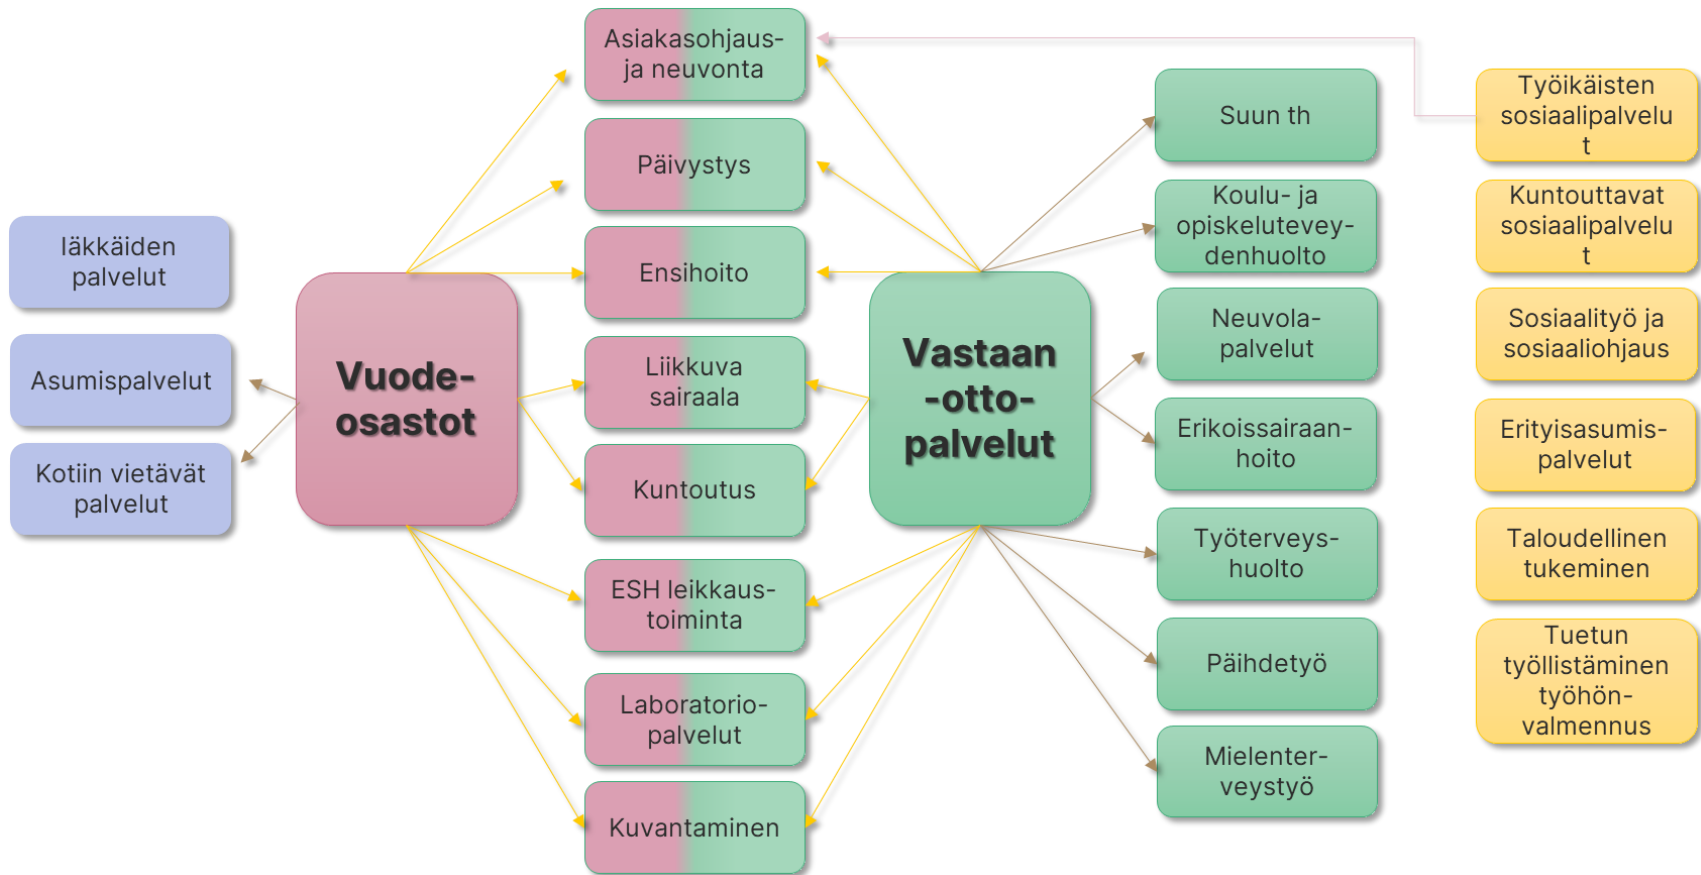 Iäkkäiden
palvelut
Asumispalvelut
Kotiin vietävät
palvelut
Vuode-
osastot
Asiakasohjaus-
ja neuvonta
Päivystys
Ensihoito
Liikkuva
sairaala
Kuntoutus
ESH leikkaus-
toiminta
Laboratorio-
palvelut
Kuvantaminen
Vastaan
-otto-
palvelut
Suun th
Koulu- ja
opiskelutevey-
denhuolto
Neuvola-
palvelut
Erikoissairaan-
hoito
Työterveys-
huolto
Päihdetyö
Mielenter-
veystyö
Työikäisten
sosiaalipalvelu
t
Kuntouttavat
sosiaalipalvelu
t
Sosiaalityö ja
sosiaaliohjaus
Erityisasumis-
palvelut
Taloudellinen
tukeminen
Tuetun
työllistäminen
työhön-
valmennus